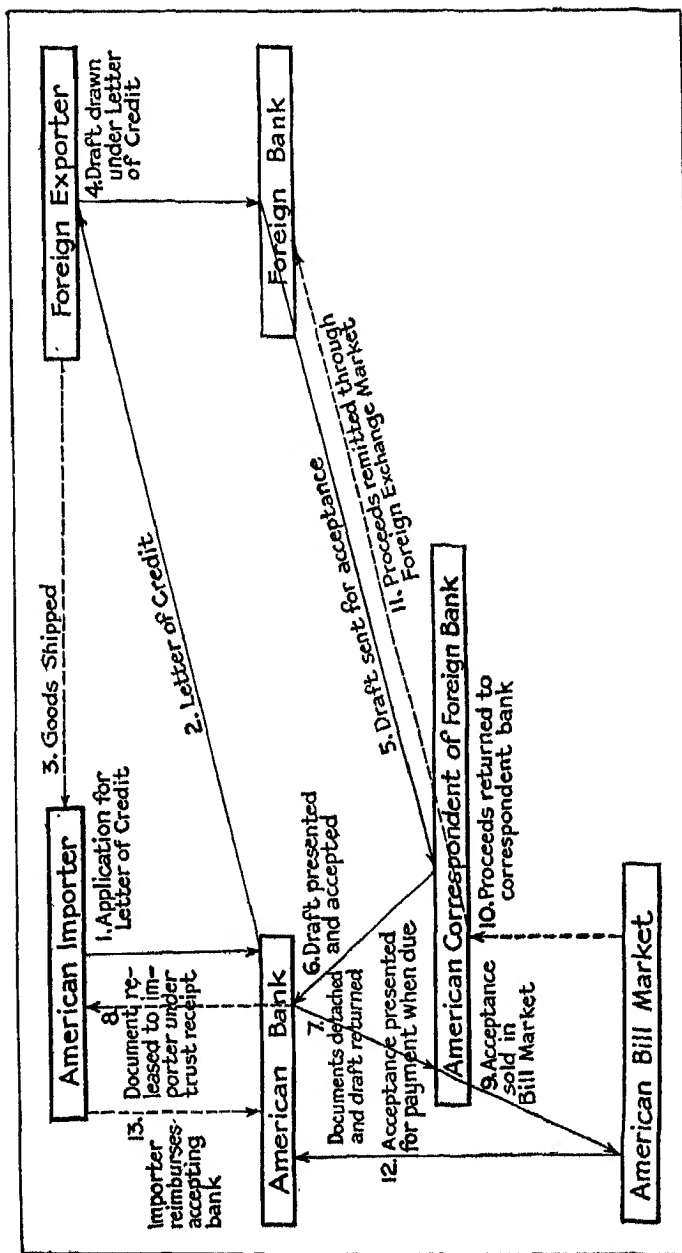 American Importer
Foreign Exporter
3. Goods Shipped
1. Application for
Letter of Credit
2. Letter of Credit
4. Draft drawn
under Letter
of Credit
8.
Document re-
leased to im-
porter under
trust receipt
13.
Importer
reimburses
accepting
bank
American Bank
Foreign Bank
5. Draft sent for acceptance
11. Proceeds remitted through
Foreign Exchange Market
6. Draft presented
and accepted
7.
Documents detached
and draft returned
12. Acceptance presented
for payment when due
American Correspondent of Foreign Bank
9. Acceptance
sold in
Bill Market
10. Proceeds returned to
correspondent bank
American Bill Market